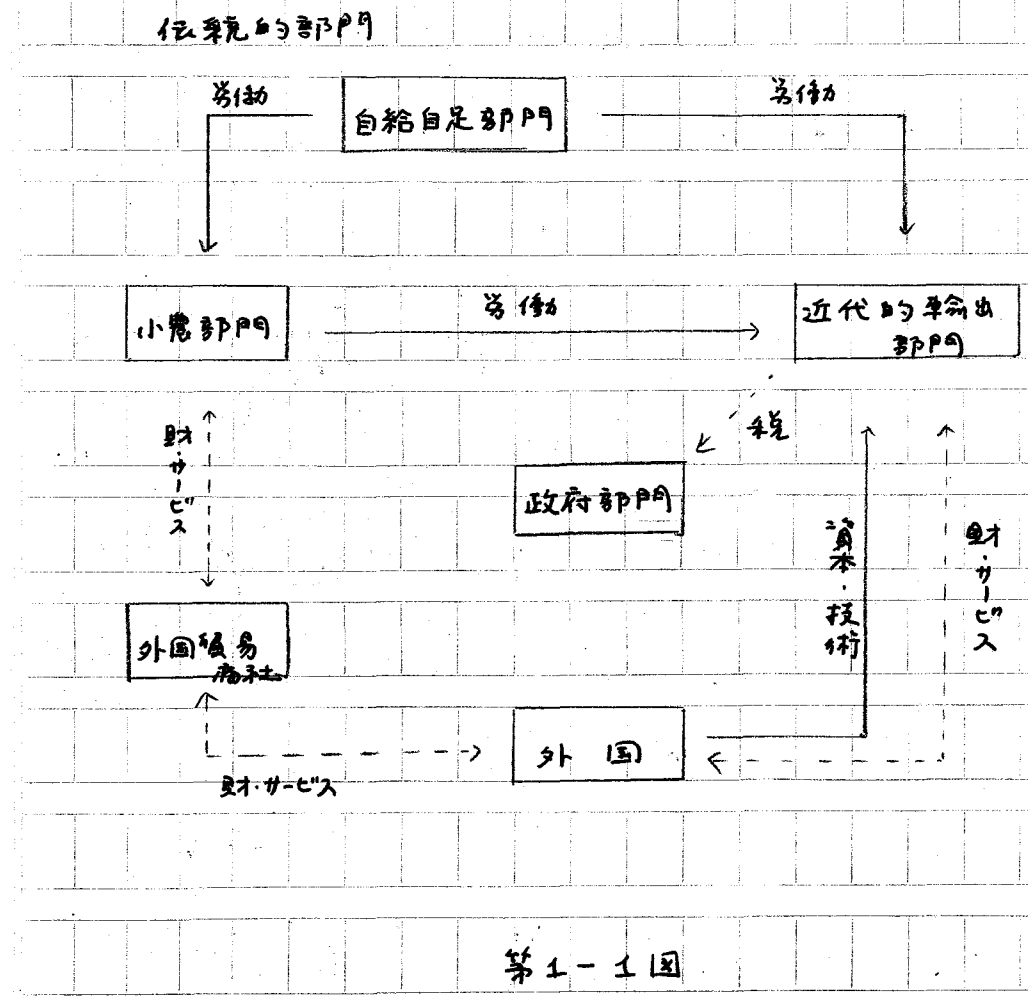 伝統的部門
労働
自給自足部門
労働
小農部門
労働
近代的輸出
部門
財・サービス
税
政府部門
資本・技術
財・サービス
外国貿易
商社
外国
財・サービス
第1-1図